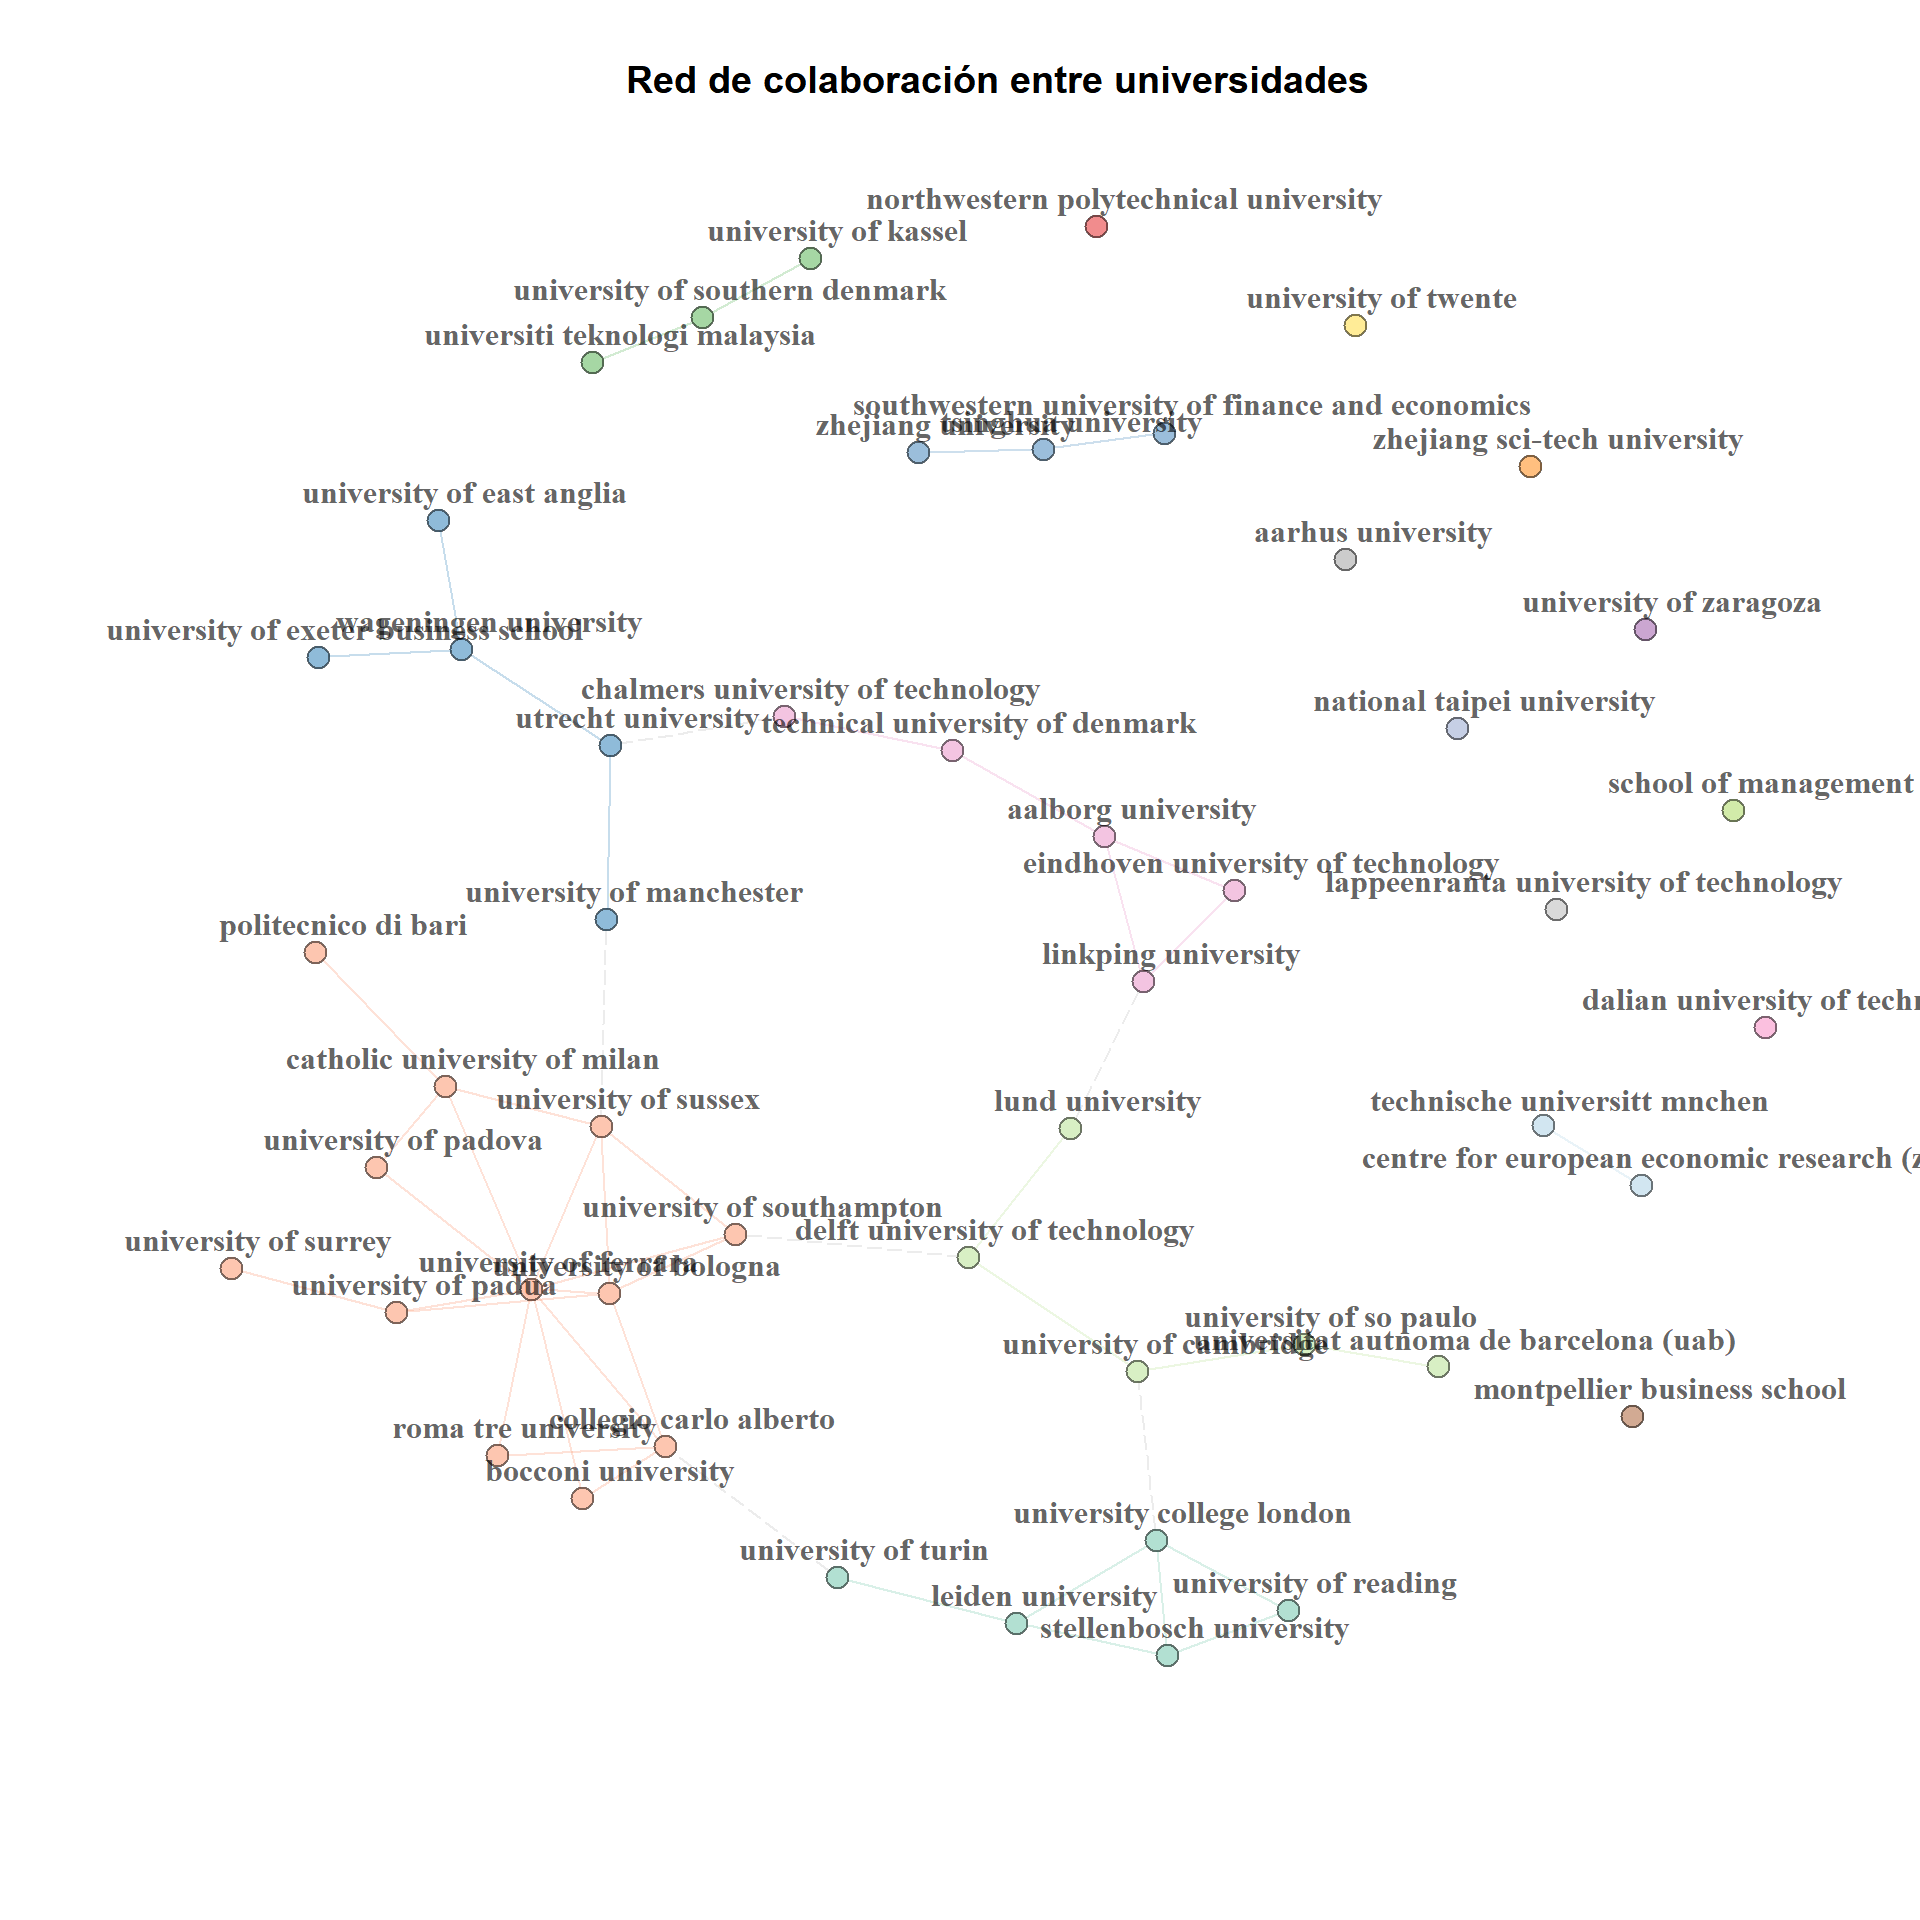 Red de colaboración entre universidades
northwestern polytechnical university
university of kassel
university of southern denmark
university of twente
universiti teknologi malaysia
southwestern university of finance and economics
tsinghua university
zhejiang university
zhejiang sci-tech university
university of east anglia
aarhus university
university of zaragoza
wageningen university
university of exeter business school
chalmers university of technology
national taipei university
utrecht university
technical university of denmark
school of management
aalborg university
eindhoven university of technology
lappeenranta university of technology
university of manchester
politecnico di bari
linkping university
dalian university of techn
catholic university of milan
university of sussex
lund university
technische universitt mnchen
university of padova
centre for european economic research (z
university of southampton
delft university of technology
university of surrey
university of ferrara
university of bologna
university of padua
university of so paulo
universitat autnoma de barcelona (uab)
university of cambridge
montpellier business school
collegio carlo alberto
roma tre university
bocconi university
university college london
university of turin
university of reading
leiden university
stellenbosch university